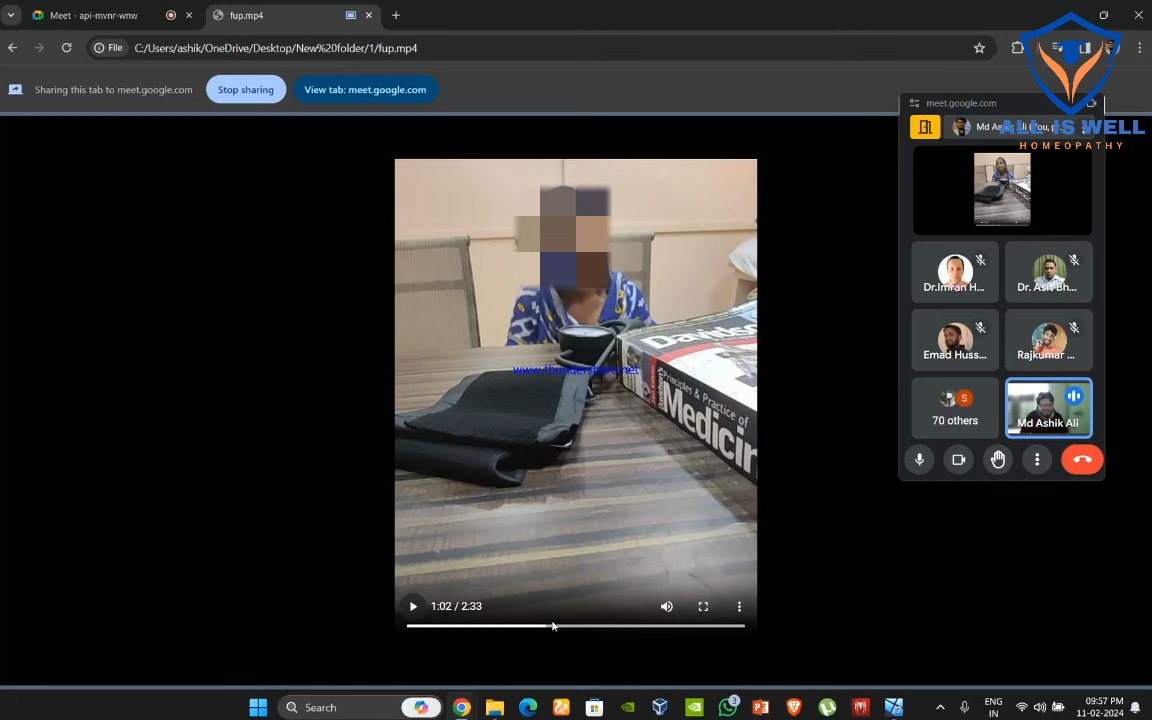 Meet - api-mvnr-wnw
fup.mp4
File
C:/Users/ashik/OneDrive/Desktop/New%20folder/1/fup.mp4
Sharing this tab to meet.google.com
Stop sharing
View tab: meet.google.com
meet.google.com
ALL IS WELL
HOMEOPATHY
Dr.Imran H...
Dr. Asit Bh...
Emad Huss...
Rajkumar ...
S
70 others
Md Ashik Ali
Davidso
Principles & Practice of
Medicin
www.thundershare.net
1:02 / 2:33
Search
3
ENG
IN
09:57 PM
11-02-2024